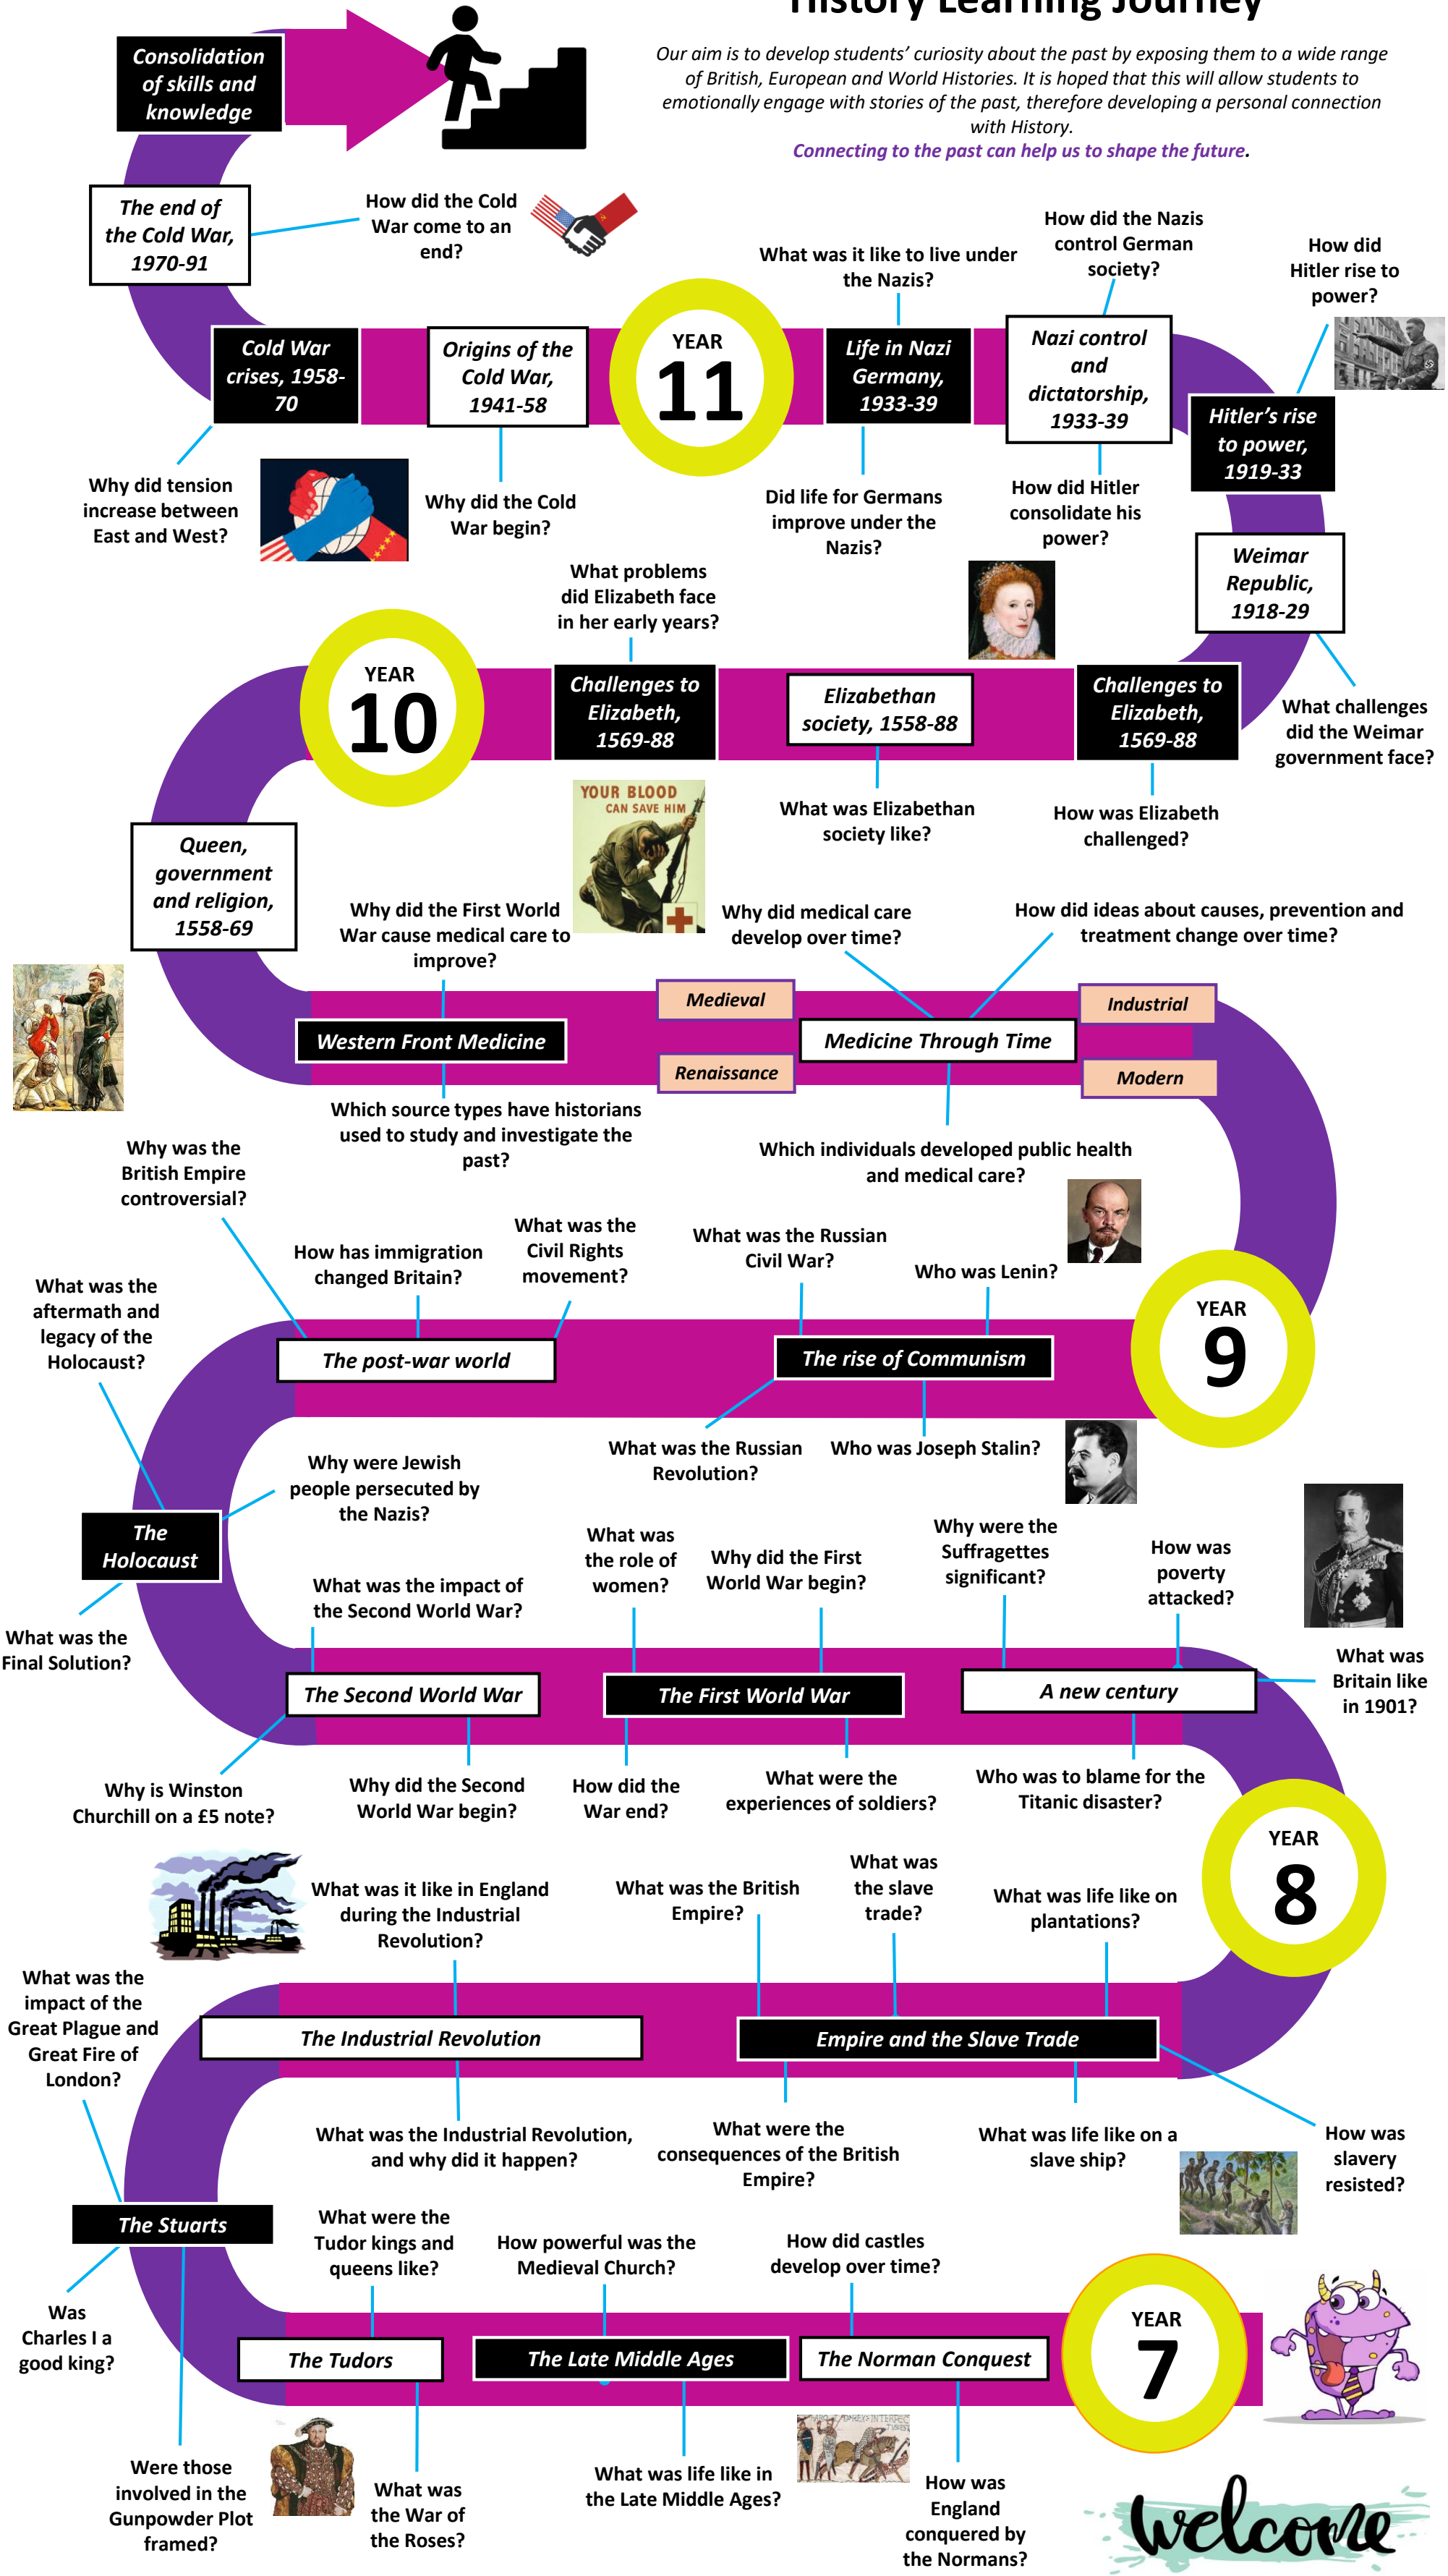 History Learning Journey
Our aim is to develop students' curiosity about the past by exposing them to a wide range
of British, European and World Histories. It is hoped that this will allow students to
emotionally engage with stories of the past, therefore developing a personal connection
with History.
Connecting to the past can help us to shape the future.
Consolidation
of skills and
knowledge
The end of
the Cold War,
1970-91
How did the Cold
War come to an
end?
What was it like to live under
the Nazis?
How did the Nazis
control German
society?
How did
Hitler rise to
power?
Cold War
crises, 1958-
70
Origins of the
Cold War,
1941-58
YEAR
11
Life in Nazi
Germany,
1933-39
Nazi control
and
dictatorship,
1933-39
Hitler's rise
to power,
1919-33
Why did tension
increase between
East and West?
Why did the Cold
War begin?
Did life for Germans
improve under the
Nazis?
How did Hitler
consolidate his
power?
Weimar
Republic,
1918-29
What problems
did Elizabeth face
in her early years?
YEAR
10
Challenges to
Elizabeth,
1569-88
Elizabethan
society, 1558-88
Challenges to
Elizabeth,
1569-88
What challenges
did the Weimar
government face?
YOUR BLOOD
CAN SAVE HIM
What was Elizabethan
society like?
How was Elizabeth
challenged?
Queen,
government
and religion,
1558-69
Why did the First World
War cause medical care to
improve?
Why did medical care
develop over time?
How did ideas about causes, prevention and
treatment change over time?
Western Front Medicine
Medieval
Renaissance
Medicine Through Time
Industrial
Modern
Which source types have historians
used to study and investigate the
past?
Which individuals developed public health
and medical care?
Why was the
British Empire
controversial?
How has immigration
changed Britain?
What was the
Civil Rights
movement?
What was the Russian
Civil War?
Who was Lenin?
YEAR
9
What was the
aftermath and
legacy of the
Holocaust?
The post-war world
The rise of Communism
What was the Russian
Revolution?
Who was Joseph Stalin?
Why were Jewish
people persecuted by
the Nazis?
The
Holocaust
What was the
Final Solution?
What was the impact of
the Second World War?
What was
the role of
women?
Why did the First
World War begin?
Why were the
Suffragettes
significant?
How was
poverty
attacked?
What was
Britain like
in 1901?
The Second World War
The First World War
A new century
Why is Winston
Churchill on a £5 note?
Why did the Second
World War begin?
How did the
War end?
What were the
experiences of soldiers?
Who was to blame for the
Titanic disaster?
YEAR
8
What was it like in England
during the Industrial
Revolution?
What was the British
Empire?
What was
the slave
trade?
What was life like on
plantations?
What was the
impact of the
Great Plague and
Great Fire of
London?
The Industrial Revolution
Empire and the Slave Trade
What was the Industrial Revolution,
and why did it happen?
What were the
consequences of the British
Empire?
What was life like on a
slave ship?
How was
slavery
resisted?
The Stuarts
What were the
Tudor kings and
queens like?
How powerful was the
Medieval Church?
How did castles
develop over time?
Was
Charles I a
good king?
The Tudors
The Late Middle Ages
The Norman Conquest
YEAR
7
Were those
involved in the
Gunpowder Plot
framed?
What was
the War of
the Roses?
What was life like in
the Late Middle Ages?
How was
England
conquered by
the Normans?
welcome